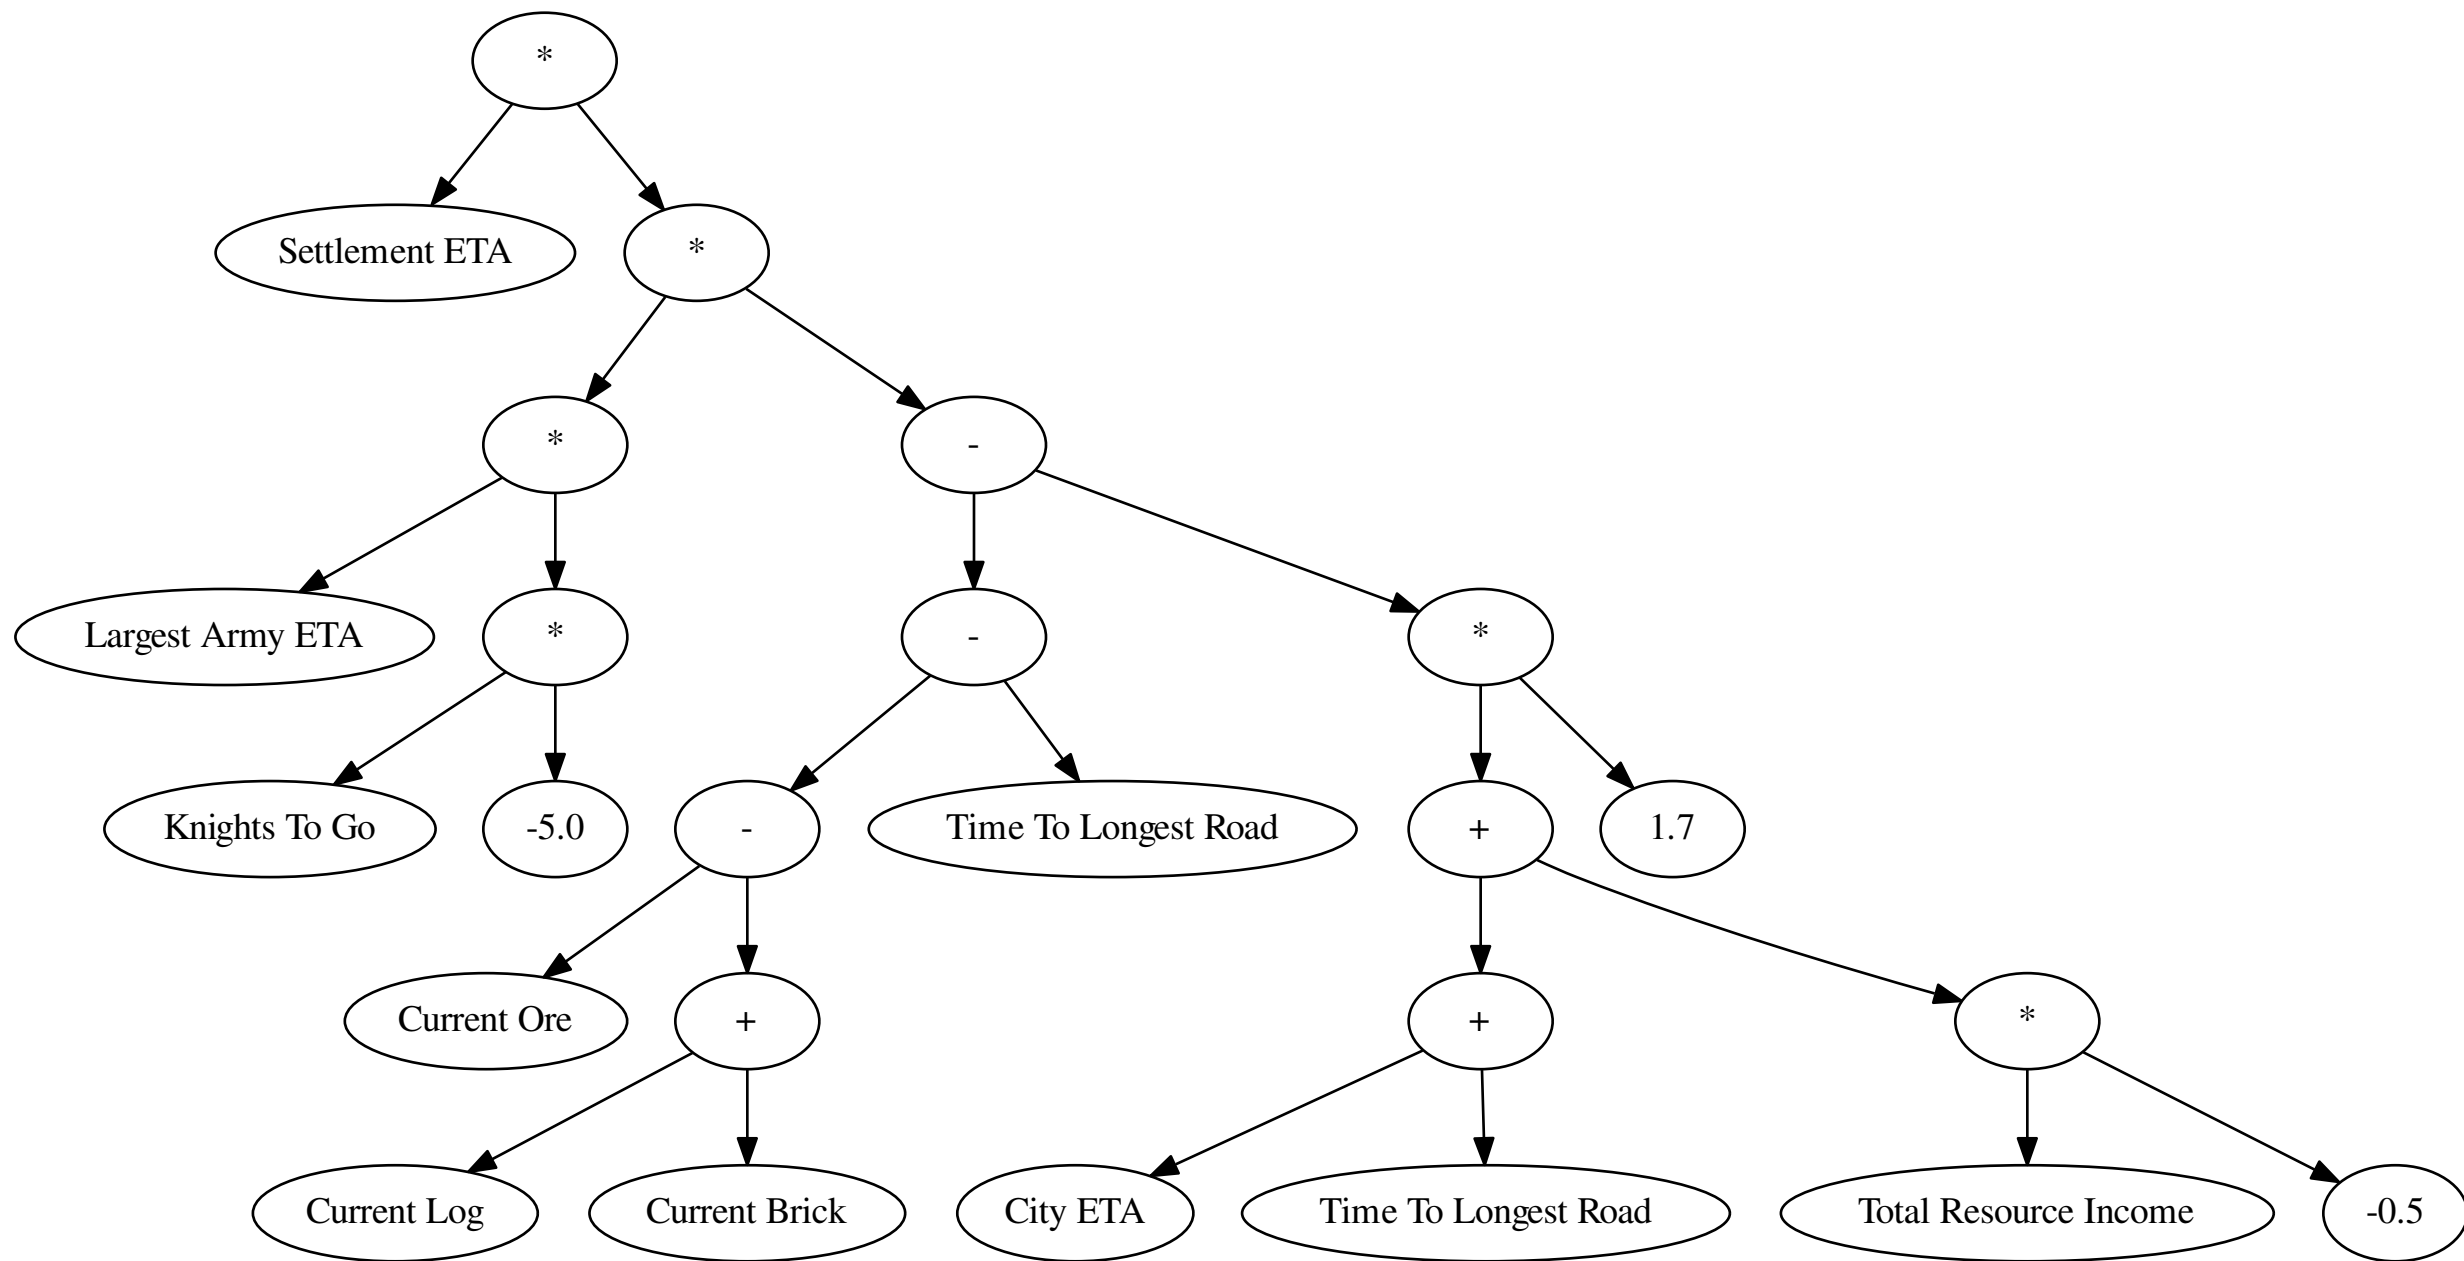 *
Settlement ETA
*
*
-
Largest Army ETA
*
-
*
Knights To Go
-5.0
-
Time To Longest Road
+
1.7
Current Ore
+
+
*
Current Log
Current Brick
City ETA
Time To Longest Road
Total Resource Income
-0.5